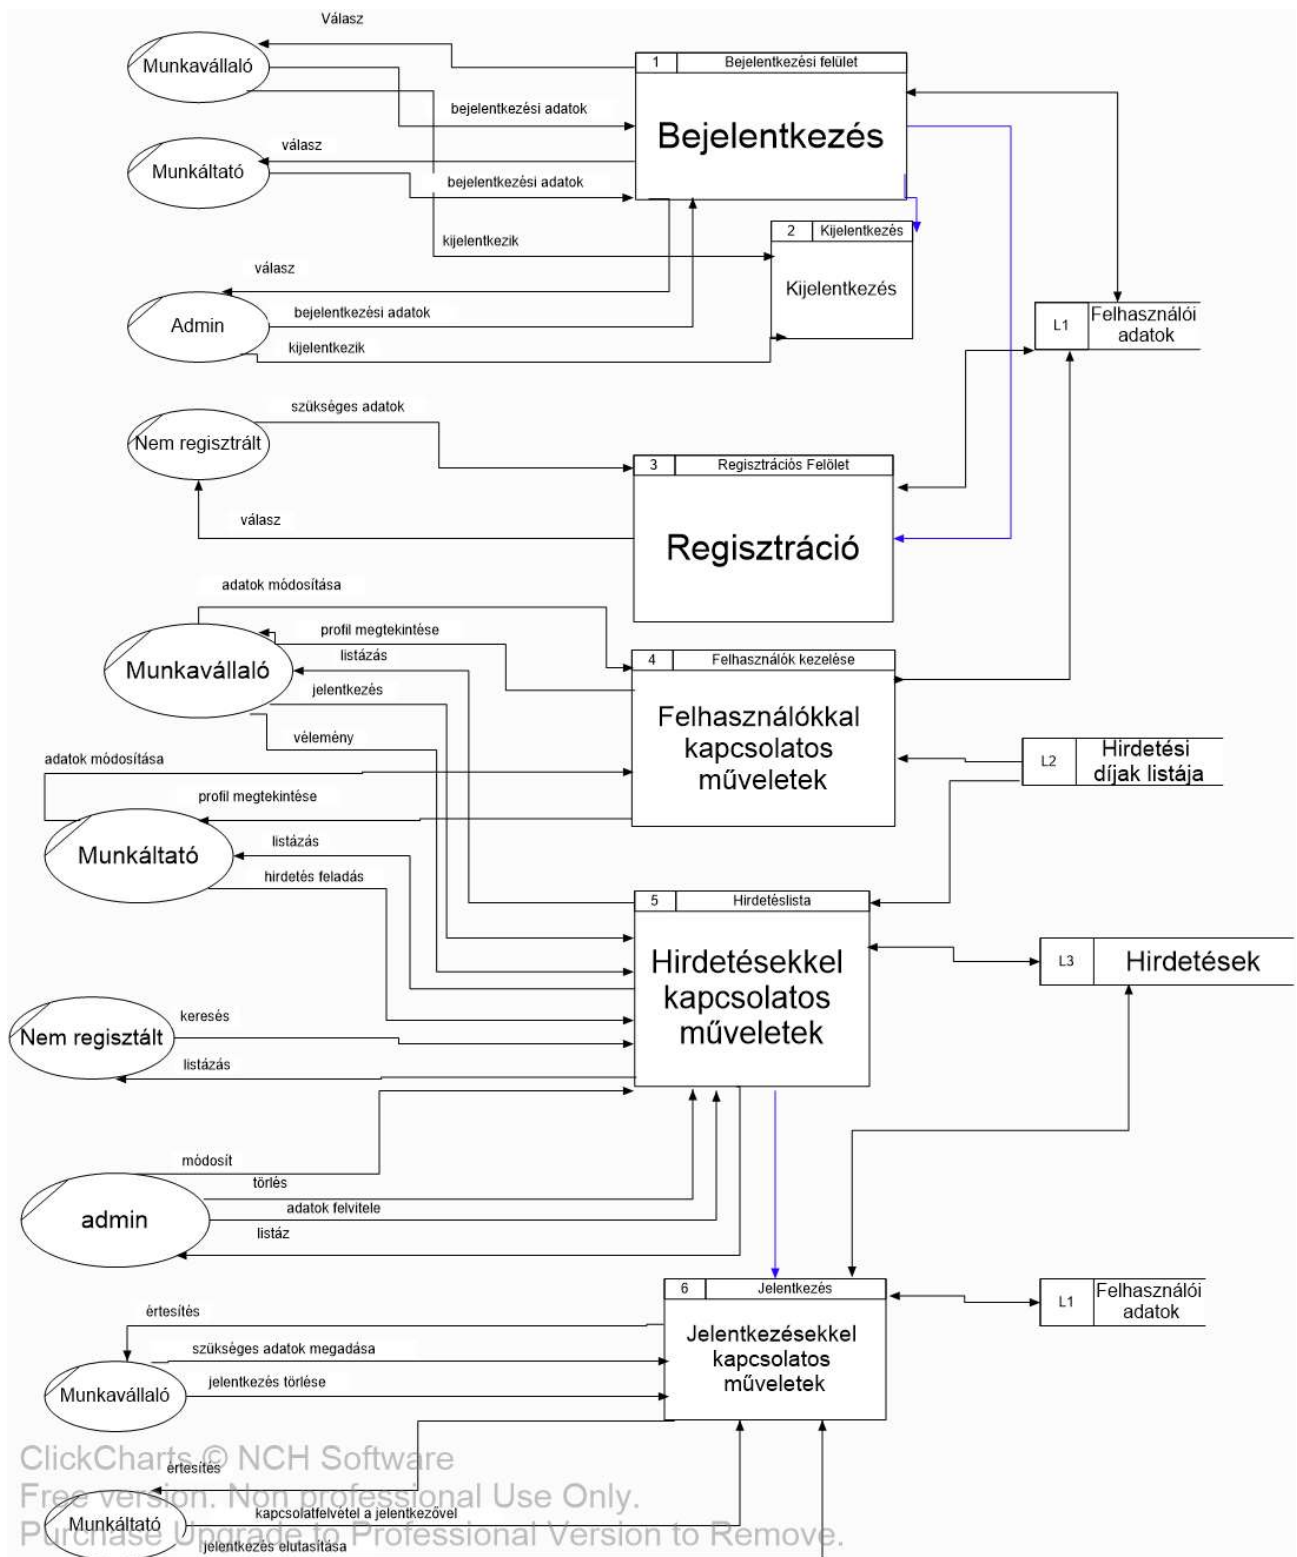 Válasz
Munkavállaló
1 Bejelentkezési felület
bejelentkezési adatok
Bejelentkezés
válasz
Munkáltató
bejelentkezési adatok
2 Kijelentkezés
kijelentkezik
válasz
Kijelentkezés
bejelentkezési adatok
Admin
kijelentkezik
L1
Felhasználói
adatok
szükséges adatok
Nem regisztrált
3 Regisztrációs Felölet
válasz
Regisztráció
adatok módosítása
profil megtekintése
listázás
Munkavállaló
jelentkezés
vélemény
4 Felhasználók kezelése
Felhasználókkal
kapcsolatos
műveletek
adatok módosítása
L2
Hirdetési
díjak listája
profil megtekintése
Munkáltató
listázás
hirdetés feladás
5 Hirdetéslista
Hirdetésekkel
kapcsolatos
műveletek
L3 Hirdetések
keresés
Nem regisztált
listázás
módosít
törlés
adatok felvitele
admin
listáz
6 Jelentkezés
Jelentkezésekkel
kapcsolatos
műveletek
L1
Felhasználói
adatok
értesítés
szükséges adatok megadása
jelentkezés törlése
Munkavállaló
ClickCharts © NCH Software
értesítés
Free version. Non professional Use Only.
kapcsolatfelvétel a jelentkezővel
Munkáltató
Purchase Upgrade to Professional Version to Remove.
jelentkezés elutasítása